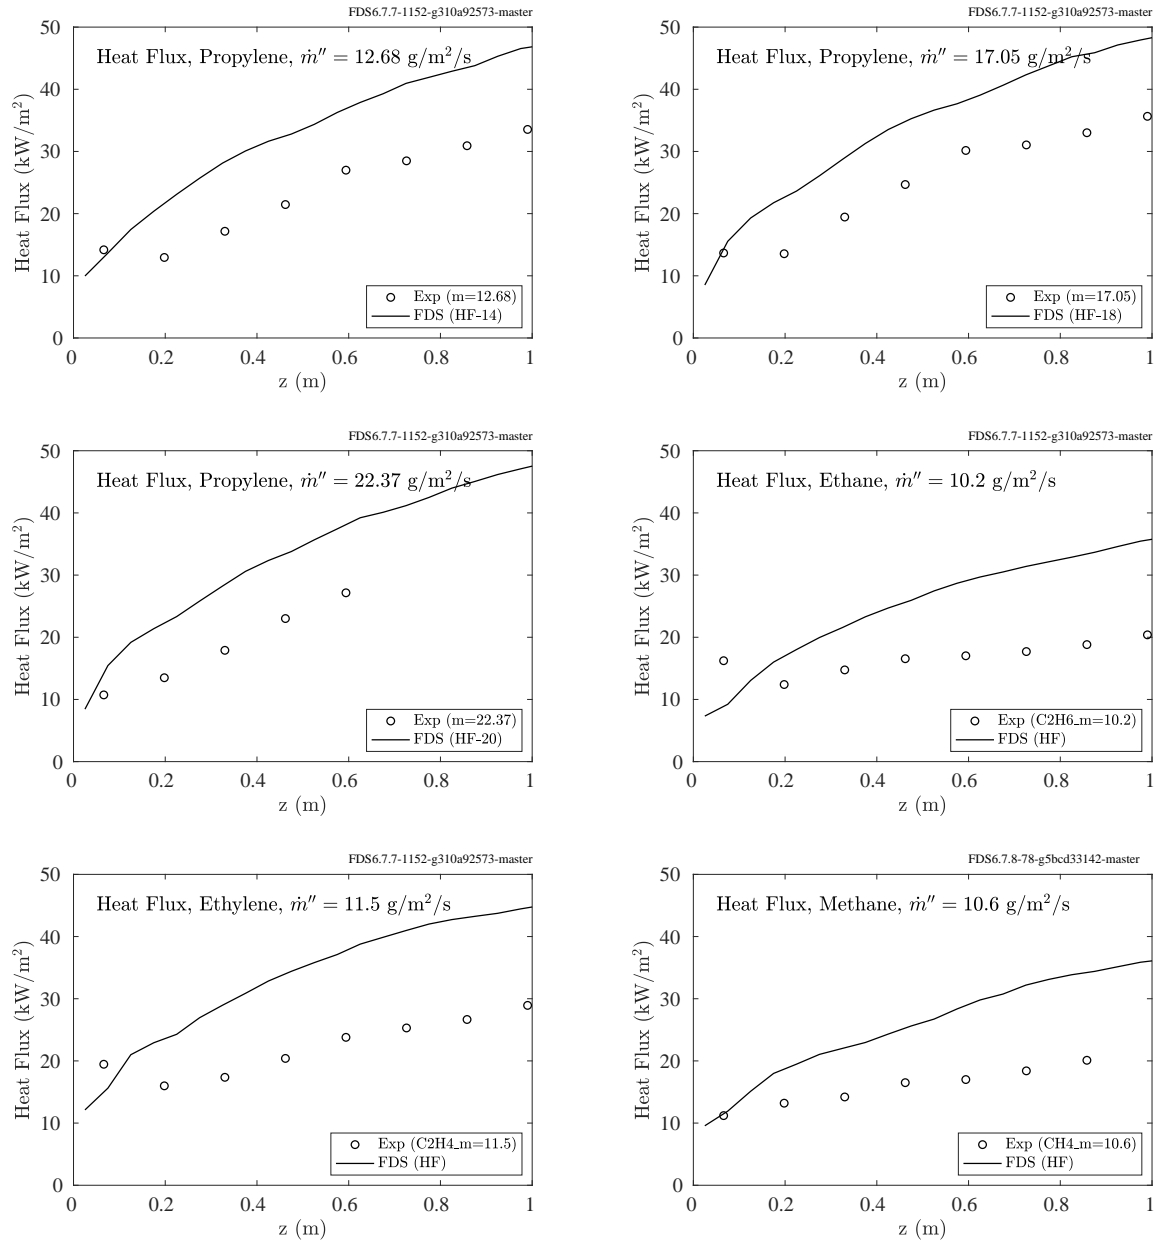 FDS6.7.7-1152-g310a92573-master
Heat Flux, Propylene, ṁ″ = 12.68 g/m²/s
Heat Flux (kW/m²)
50
40
30
20
10
0
Exp (m=12.68)
FDS (HF-14)
0 0.2 0.4 0.6 0.8 1
z (m)
FDS6.7.7-1152-g310a92573-master
Heat Flux, Propylene, ṁ″ = 17.05 g/m²/s
Heat Flux (kW/m²)
50
40
30
20
10
0
Exp (m=17.05)
FDS (HF-18)
0 0.2 0.4 0.6 0.8 1
z (m)
FDS6.7.7-1152-g310a92573-master
Heat Flux, Propylene, ṁ″ = 22.37 g/m²/s
Heat Flux (kW/m²)
50
40
30
20
10
0
Exp (m=22.37)
FDS (HF-20)
0 0.2 0.4 0.6 0.8 1
z (m)
FDS6.7.7-1152-g310a92573-master
Heat Flux, Ethane, ṁ″ = 10.2 g/m²/s
Heat Flux (kW/m²)
50
40
30
20
10
0
Exp (C2H6_m=10.2)
FDS (HF)
0 0.2 0.4 0.6 0.8 1
z (m)
FDS6.7.7-1152-g310a92573-master
Heat Flux, Ethylene, ṁ″ = 11.5 g/m²/s
Heat Flux (kW/m²)
50
40
30
20
10
0
Exp (C2H4_m=11.5)
FDS (HF)
0 0.2 0.4 0.6 0.8 1
z (m)
FDS6.7.8-78-g5bcd33142-master
Heat Flux, Methane, ṁ″ = 10.6 g/m²/s
Heat Flux (kW/m²)
50
40
30
20
10
0
Exp (CH4_m=10.6)
FDS (HF)
0 0.2 0.4 0.6 0.8 1
z (m)